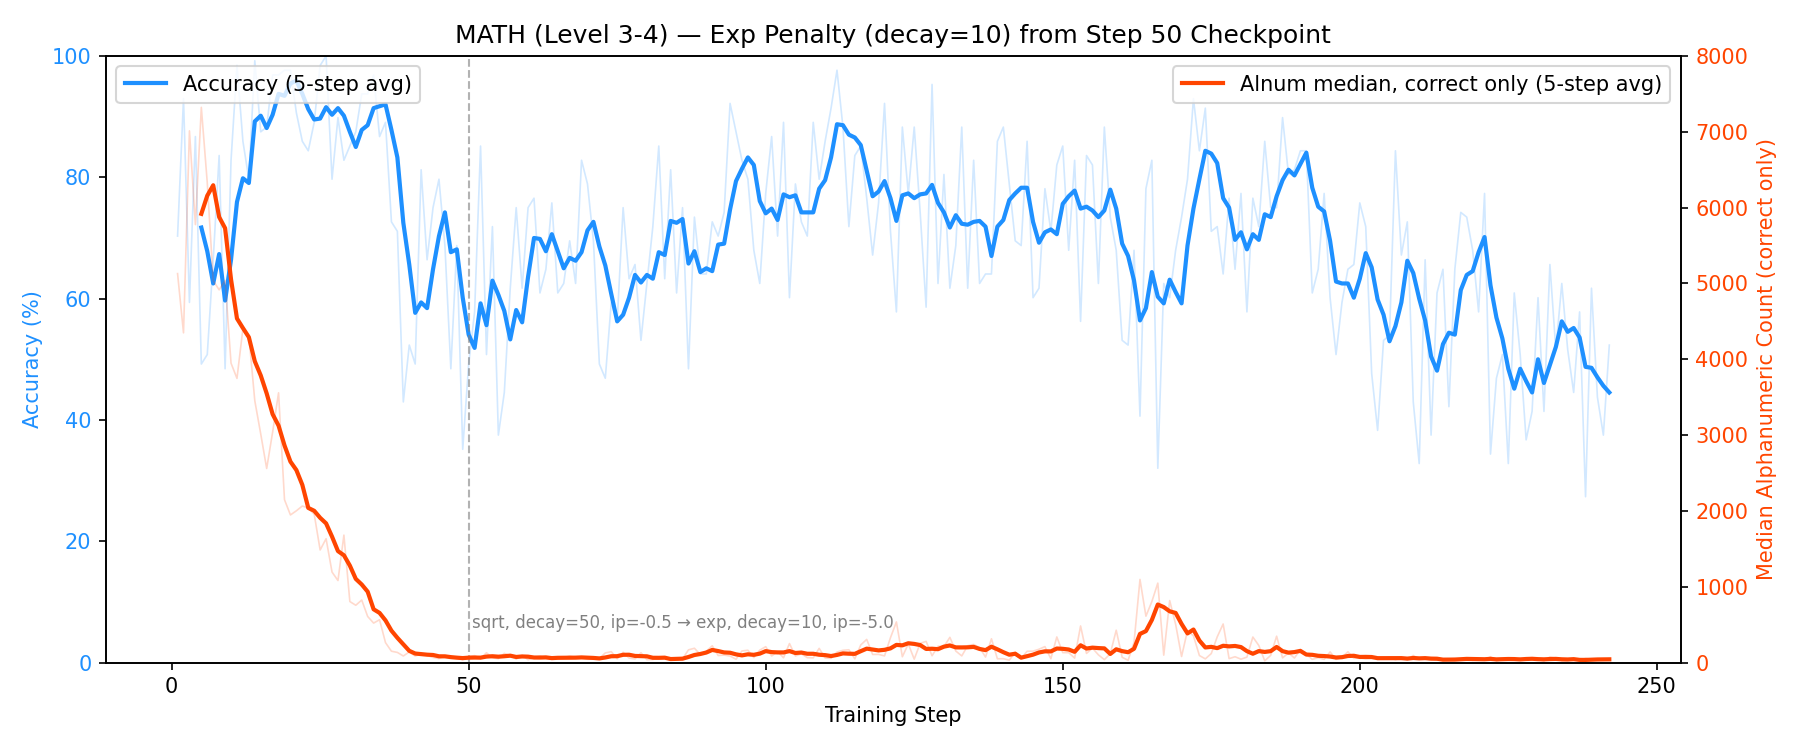 MATH (Level 3-4) — Exp Penalty (decay=10) from Step 50 Checkpoint
Accuracy (5-step avg)
Alnum median, correct only (5-step avg)
Accuracy (%)
100
80
60
40
20
0
8000
7000
6000
5000
4000
3000
2000
1000
0
Median Alphanumeric Count (correct only)
sqrt, decay=50, ip=-0.5 → exp, decay=10, ip=-5.0
0 50 100 150 200 250
Training Step